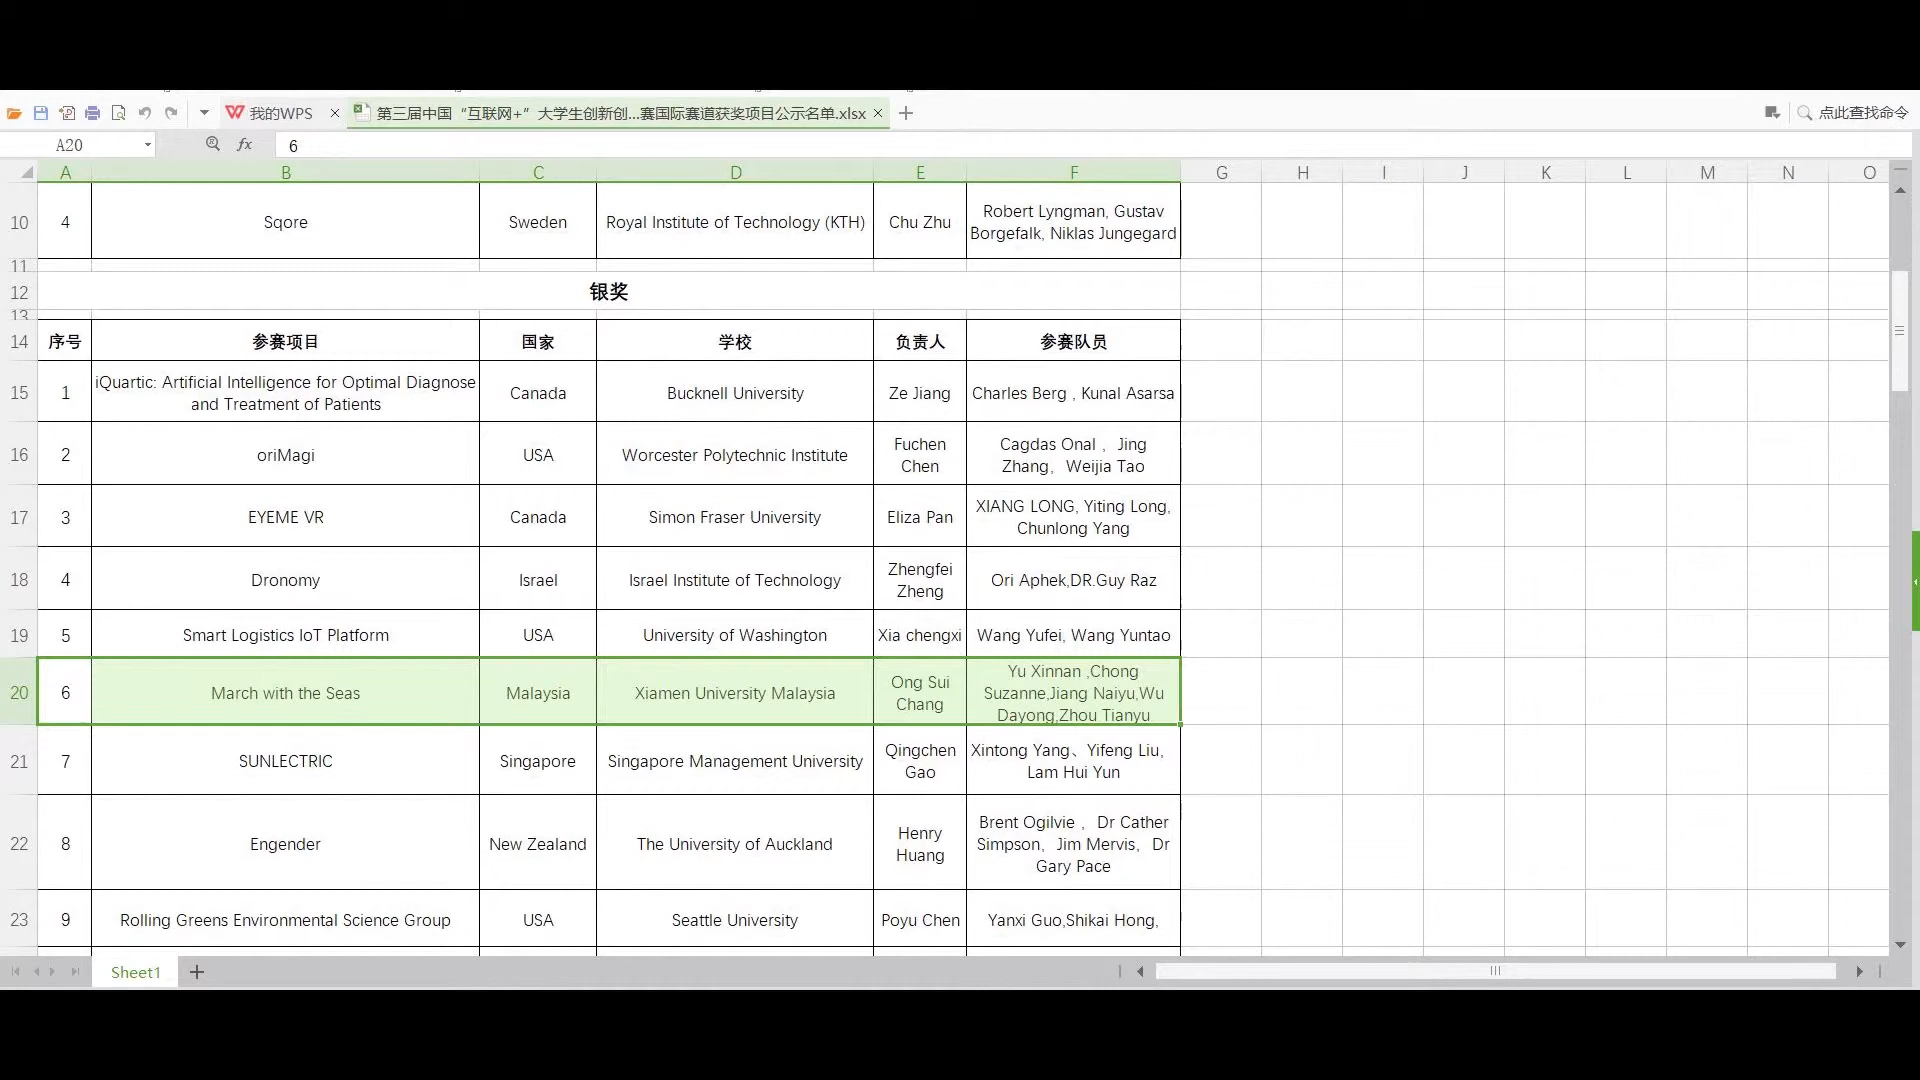 我的WPS
第三届中国“互联网+”大学生创新创...赛国际赛道获奖项目公示名单.xlsx
点此查找命令
A20
fx
6
A B C D E F G H I J K L M N O
10 4 Sqore Sweden Royal Institute of Technology (KTH) Chu Zhu Robert Lyngman, Gustav
Borgefalk, Niklas Jungegard
11
12 银奖
13
14 序号 参赛项目 国家 学校 负责人 参赛队员
15 1 iQuartic: Artificial Intelligence for Optimal Diagnose
and Treatment of Patients Canada Bucknell University Ze Jiang Charles Berg , Kunal Asarsa
16 2 oriMagi USA Worcester Polytechnic Institute Fuchen
Chen Cagdas Onal ，Jing
Zhang，Weijia Tao
17 3 EYEME VR Canada Simon Fraser University Eliza Pan XIANG LONG, Yiting Long,
Chunlong Yang
18 4 Dronomy Israel Israel Institute of Technology Zhengfei
Zheng Ori Aphek,DR.Guy Raz
19 5 Smart Logistics IoT Platform USA University of Washington Xia chengxi Wang Yufei, Wang Yuntao
20 6 March with the Seas Malaysia Xiamen University Malaysia Ong Sui
Chang Yu Xinnan ,Chong
Suzanne,Jiang Naiyu,Wu
Dayong,Zhou Tianyu
21 7 SUNLECTRIC Singapore Singapore Management University Qingchen
Gao Xintong Yang、Yifeng Liu，
Lam Hui Yun
22 8 Engender New Zealand The University of Auckland Henry
Huang Brent Ogilvie ，Dr Cather
Simpson，Jim Mervis，Dr
Gary Pace
23 9 Rolling Greens Environmental Science Group USA Seattle University Poyu Chen Yanxi Guo,Shikai Hong,
Sheet1